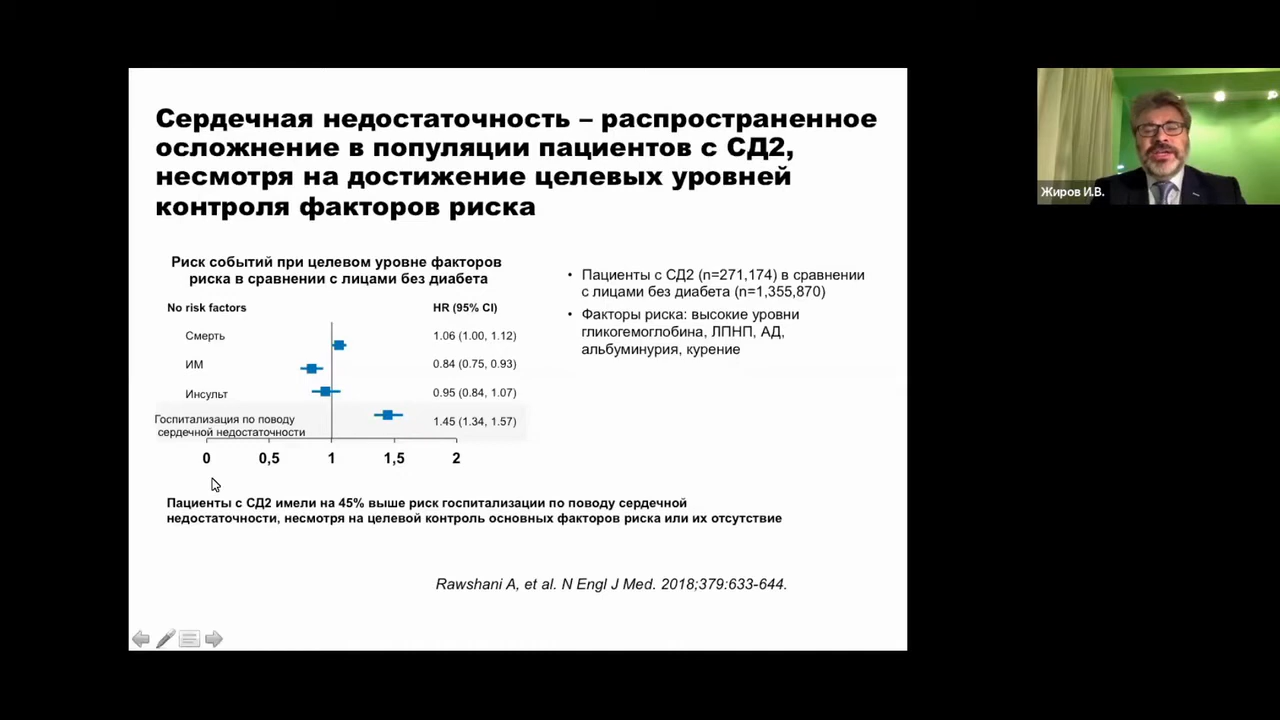 Сердечная недостаточность – распространенное
осложнение в популяции пациентов с СД2,
несмотря на достижение целевых уровней
контроля факторов риска
Риск событий при целевом уровне факторов
риска в сравнении с лицами без диабета
No risk factors HR (95% CI)
Смерть 1.06 (1.00, 1.12)
ИМ 0.84 (0.75, 0.93)
Инсульт 0.95 (0.84, 1.07)
Госпитализация по поводу
сердечной недостаточности 1.45 (1.34, 1.57)
0 0,5 1 1,5 2
• Пациенты с СД2 (n=271,174) в сравнении
с лицами без диабета (n=1,355,870)
• Факторы риска: высокие уровни
гликогемоглобина, ЛПНП, АД,
альбуминурия, курение
Пациенты с СД2 имели на 45% выше риск госпитализации по поводу сердечной
недостаточности, несмотря на целевой контроль основных факторов риска или их отсутствие
Rawshani A, et al. N Engl J Med. 2018;379:633-644.
Жиров И.В.